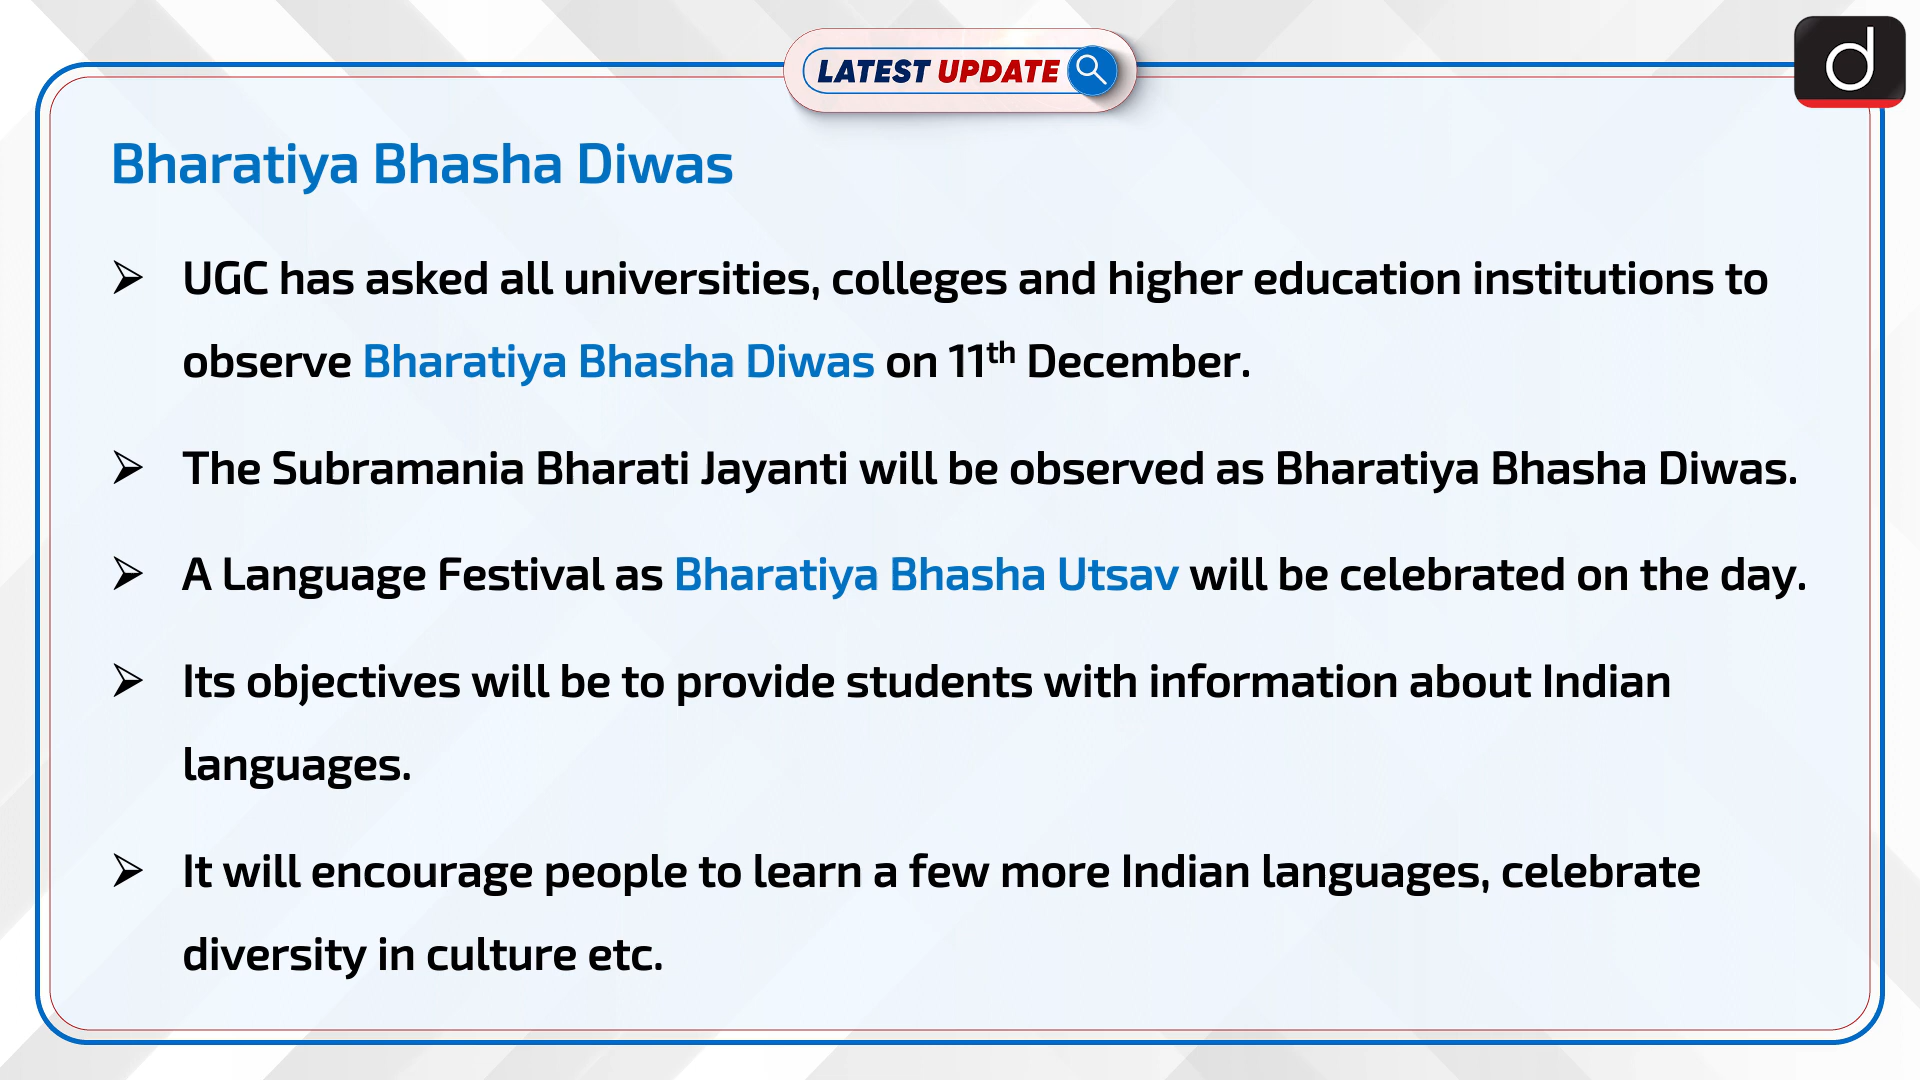 LATEST UPDATE
d
Bharatiya Bhasha Diwas
➢ UGC has asked all universities, colleges and higher education institutions to
observe Bharatiya Bhasha Diwas on 11th December.
➢ The Subramania Bharati Jayanti will be observed as Bharatiya Bhasha Diwas.
➢ A Language Festival as Bharatiya Bhasha Utsav will be celebrated on the day.
➢ Its objectives will be to provide students with information about Indian
languages.
➢ It will encourage people to learn a few more Indian languages, celebrate
diversity in culture etc.